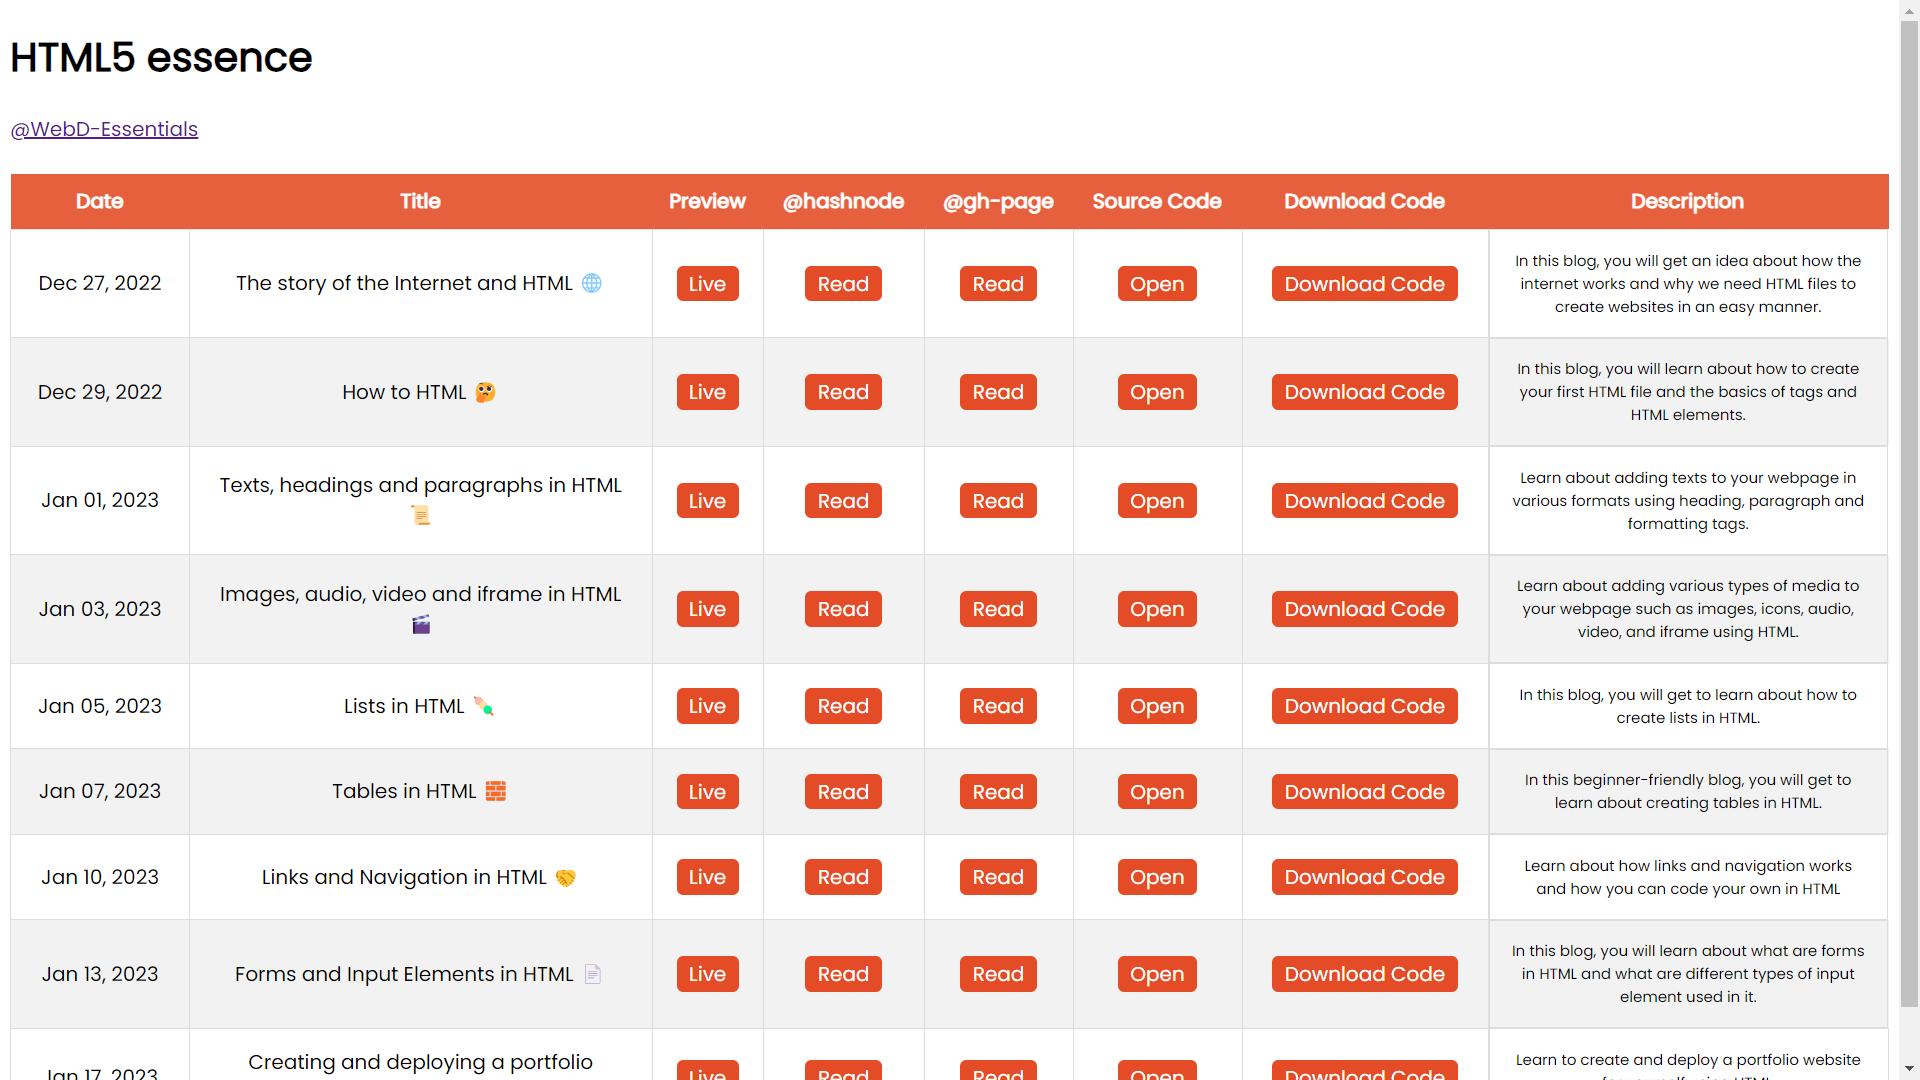 HTML5 essence
@WebD-Essentials
Date Title Preview @hashnode @gh-page Source Code Download Code Description
Dec 27, 2022 The story of the Internet and HTML 🌐 Live Read Read Open Download Code In this blog, you will get an idea about how the
internet works and why we need HTML files to
create websites in an easy manner.
Dec 29, 2022 How to HTML 🤔 Live Read Read Open Download Code In this blog, you will learn about how to create
your first HTML file and the basics of tags and
HTML elements.
Jan 01, 2023 Texts, headings and paragraphs in HTML
📜 Live Read Read Open Download Code Learn about adding texts to your webpage in
various formats using heading, paragraph and
formatting tags.
Jan 03, 2023 Images, audio, video and iframe in HTML
🎬 Live Read Read Open Download Code Learn about adding various types of media to
your webpage such as images, icons, audio,
video, and iframe using HTML.
Jan 05, 2023 Lists in HTML 🍡 Live Read Read Open Download Code In this blog, you will get to learn about how to
create lists in HTML.
Jan 07, 2023 Tables in HTML 🧱 Live Read Read Open Download Code In this beginner-friendly blog, you will get to
learn about creating tables in HTML.
Jan 10, 2023 Links and Navigation in HTML 🤝 Live Read Read Open Download Code Learn about how links and navigation works
and how you can code your own in HTML
Jan 13, 2023 Forms and Input Elements in HTML 📄 Live Read Read Open Download Code In this blog, you will learn about what are forms
in HTML and what are different types of input
element used in it.
Jan 17, 2023 Creating and deploying a portfolio Live Read Read Open Download Code Learn to create and deploy a portfolio website